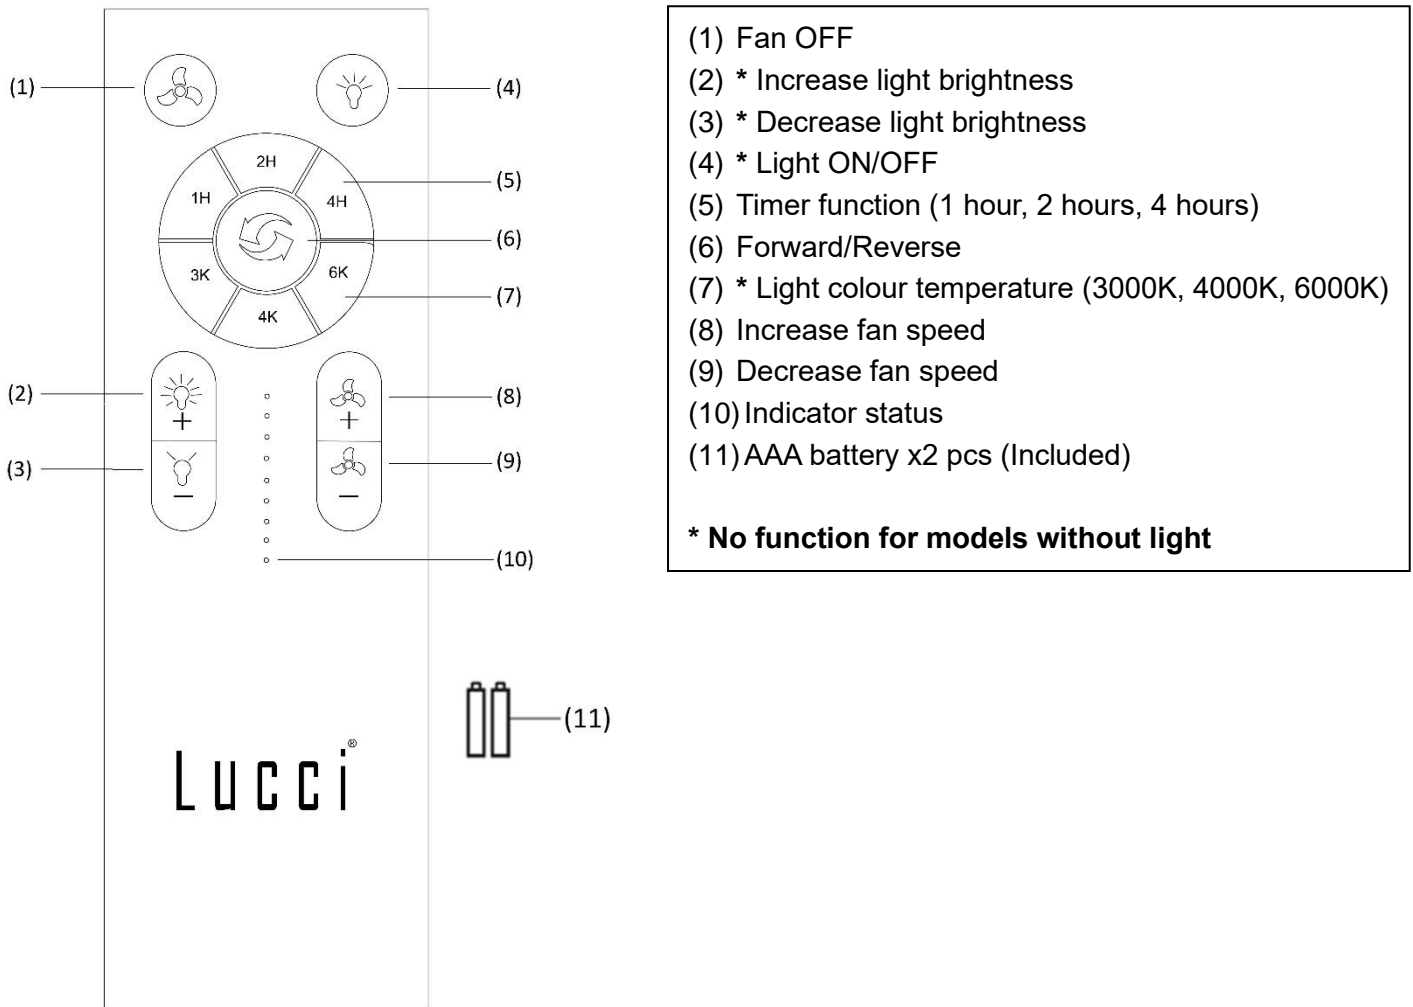 (1)
(4)
2H
1H
4H
(5)
(6)
3K
6K
(7)
4K
(2)
+
+
(8)
(3)
−
−
(9)
(10)
(11)
Lucci®
(1) Fan OFF
(2) * Increase light brightness
(3) * Decrease light brightness
(4) * Light ON/OFF
(5) Timer function (1 hour, 2 hours, 4 hours)
(6) Forward/Reverse
(7) * Light colour temperature (3000K, 4000K, 6000K)
(8) Increase fan speed
(9) Decrease fan speed
(10) Indicator status
(11) AAA battery x2 pcs (Included)
* No function for models without light